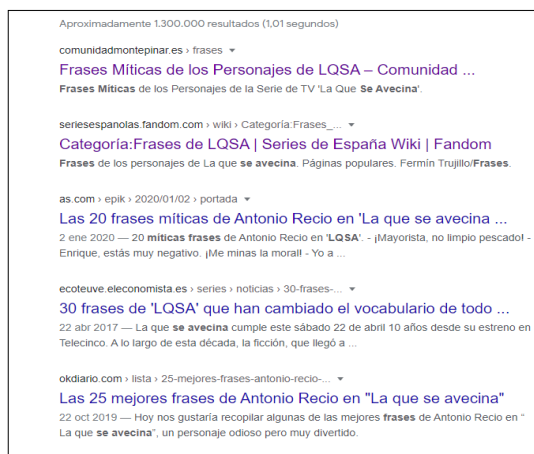 Aproximadamente 1.300.000 resultados (1,01 segundos)
comunidadmontepinar.es › frases
Frases Míticas de los Personajes de LQSA – Comunidad ...
Frases Míticas de los Personajes de la Serie de TV 'La Que Se Avecina'.
seriesespanolas.fandom.com › wiki › Categoría:Frases_...
Categoría:Frases de LQSA | Series de España Wiki | Fandom
Frases de los personajes de La que se avecina. Páginas populares. Fermín Trujillo/Frases.
as.com › epik › 2020/01/02 › portada
Las 20 frases míticas de Antonio Recio en 'La que se avecina ...
2 ene 2020 — 20 míticas frases de Antonio Recio en 'LQSA'. - ¡Mayorista, no limpio pescado! -
Enrique, estás muy negativo. ¡Me minas la moral! - Yo a ...
ecoteuve.eleconomista.es › series › noticias › 30-frases-...
30 frases de 'LQSA' que han cambiado el vocabulario de todo ...
22 abr 2017 — La que se avecina cumple este sábado 22 de abril 10 años desde su estreno en
Telecinco. A lo largo de esta década, la ficción, que llegó a ...
okdiario.com › lista › 25-mejores-frases-antonio-recio-...
Las 25 mejores frases de Antonio Recio en "La que se avecina"
22 oct 2019 — Hoy nos gustaría recopilar algunas de las mejores frases de Antonio Recio en “
La que se avecina”, un personaje odioso pero muy divertido.